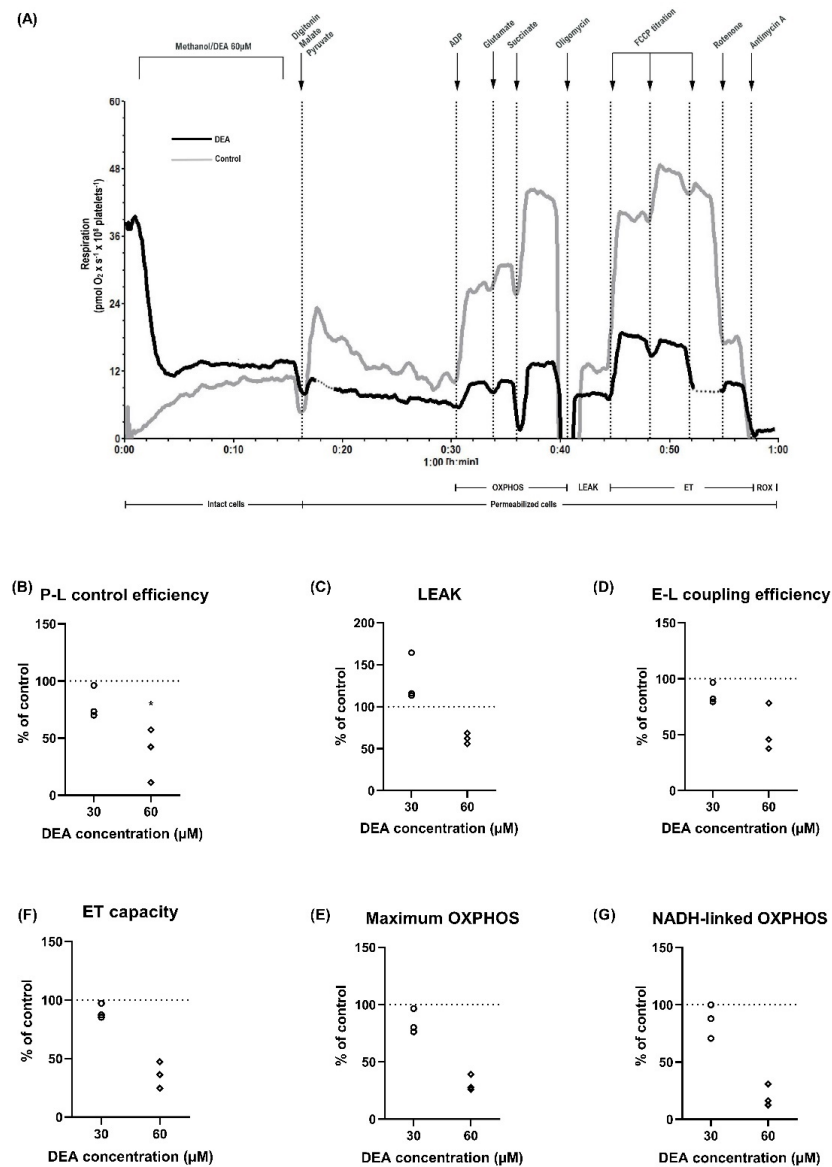 (A)
Methanol/DEA 60µM
Digitonin
Malate
Pyruvate
ADP
Glutamate
Succinate
Oligomycin
FCCP titration
Rotenone
Antimycin A
60
48
36
24
12
0
Respiration
(pmol O₂ x s⁻¹ x 10⁸ platelets⁻¹)
DEA
Control
0:00
0:10
0:20
0:30
0:40
0:50
1:00
1:00 [h:min]
OXPHOS
LEAK
ET
ROX
Intact cells
Permeabilized cells
(B)
P-L control efficiency
150
100
50
0
% of control
*
30
60
DEA concentration (µM)
(C)
LEAK
200
150
100
50
0
% of control
30
60
DEA concentration (µM)
(D)
E-L coupling efficiency
150
100
50
0
% of control
30
60
DEA concentration (µM)
(F)
ET capacity
150
100
50
0
% of control
30
60
DEA concentration (µM)
(E)
Maximum OXPHOS
150
100
50
0
% of control
30
60
DEA concentration (µM)
(G)
NADH-linked OXPHOS
150
100
50
0
% of control
30
60
DEA concentration (µM)